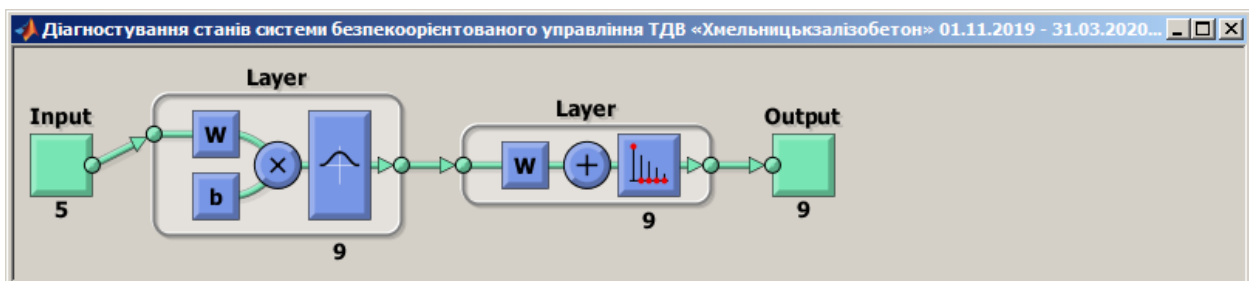 Діагностування станів системи безпекоорієнтованого управління ТДВ «Хмельницькзалізобетон» 01.11.2019 - 31.03.2020...
Layer
Layer
Input
Output
W
b
W
5
9
9
9